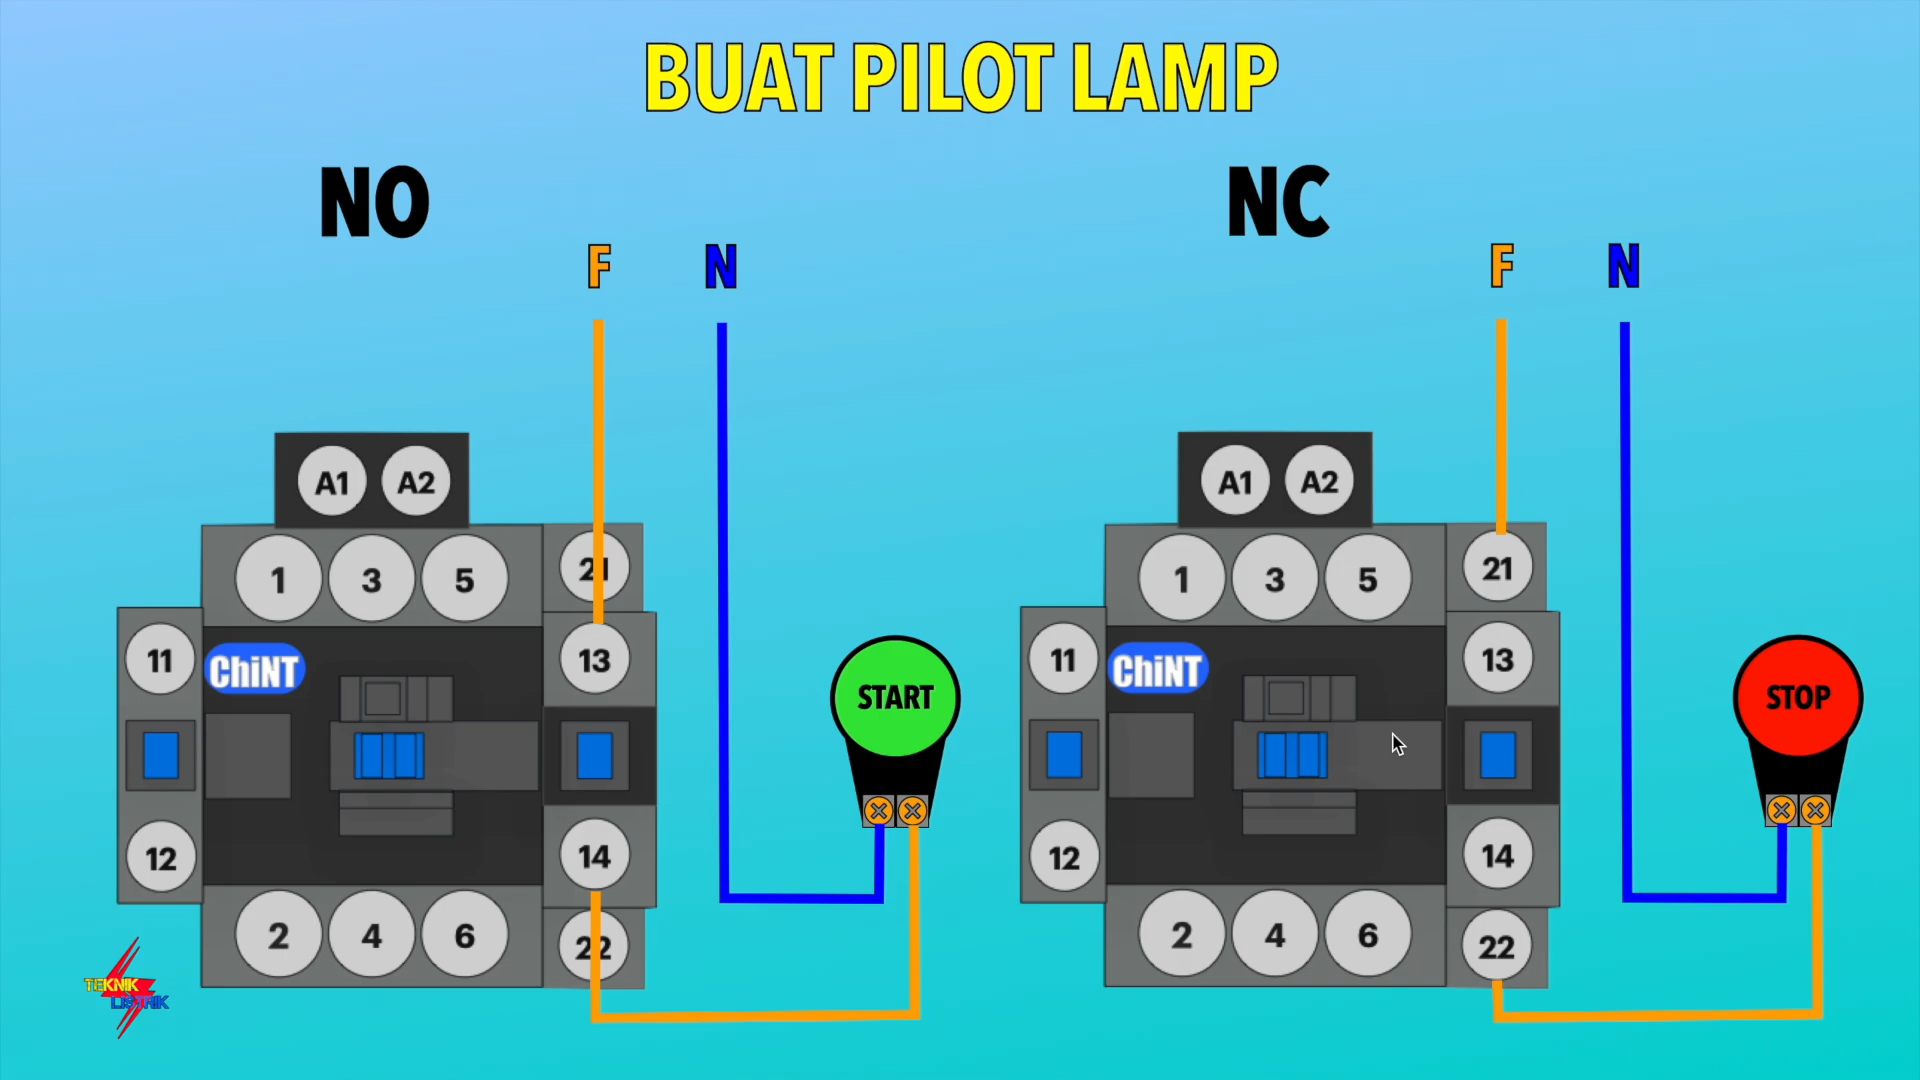 BUAT PILOT LAMP
NO
NC
F N
F N
A1 A2
A1 A2
1 3 5 21
1 3 5 21
11 ChiNT 13
11 ChiNT 13
START
STOP
12 14
12 14
2 4 6 22
2 4 6 22
TEKNIK
LISTRIK